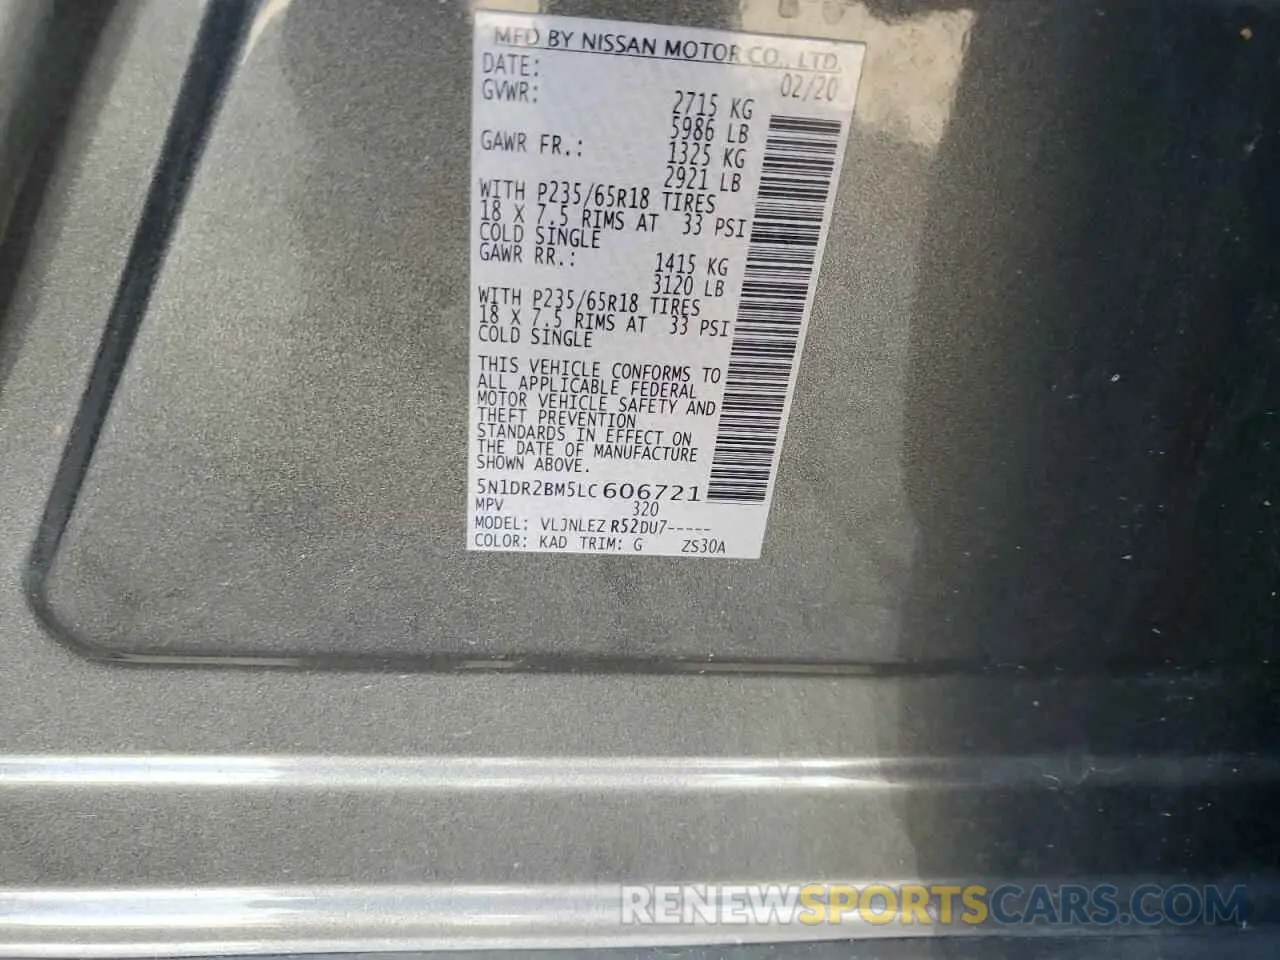 MFD BY NISSAN MOTOR CO., LTD.
DATE: 02/20
GVWR: 2715 KG
5986 LB
GAWR FR.: 1325 KG
2921 LB
WITH P235/65R18 TIRES
18 X 7.5 RIMS AT 33 PSI
COLD SINGLE
GAWR RR.: 1415 KG
3120 LB
WITH P235/65R18 TIRES
18 X 7.5 RIMS AT 33 PSI
COLD SINGLE
THIS VEHICLE CONFORMS TO
ALL APPLICABLE FEDERAL
MOTOR VEHICLE SAFETY AND
THEFT PREVENTION
STANDARDS IN EFFECT ON
THE DATE OF MANUFACTURE
SHOWN ABOVE.
5N1DR2BM5LC606721
MPV 320
MODEL: VLJNLEZ R52DU7-----
COLOR: KAD TRIM: G ZS30A
RENEWSPORTSCARS.COM